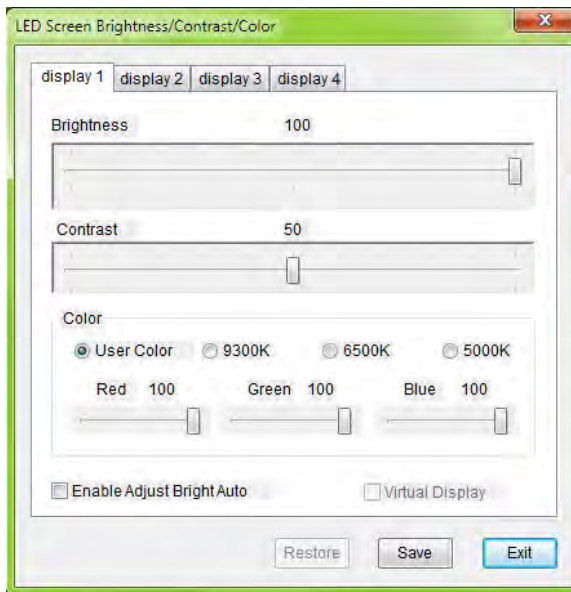 LED Screen Brightness/Contrast/Color
display 1 display 2 display 3 display 4
Brightness 100
Contrast 50
Color
User Color 9300K 6500K 5000K
Red 100 Green 100 Blue 100
Enable Adjust Bright Auto Virtual Display
Restore Save Exit